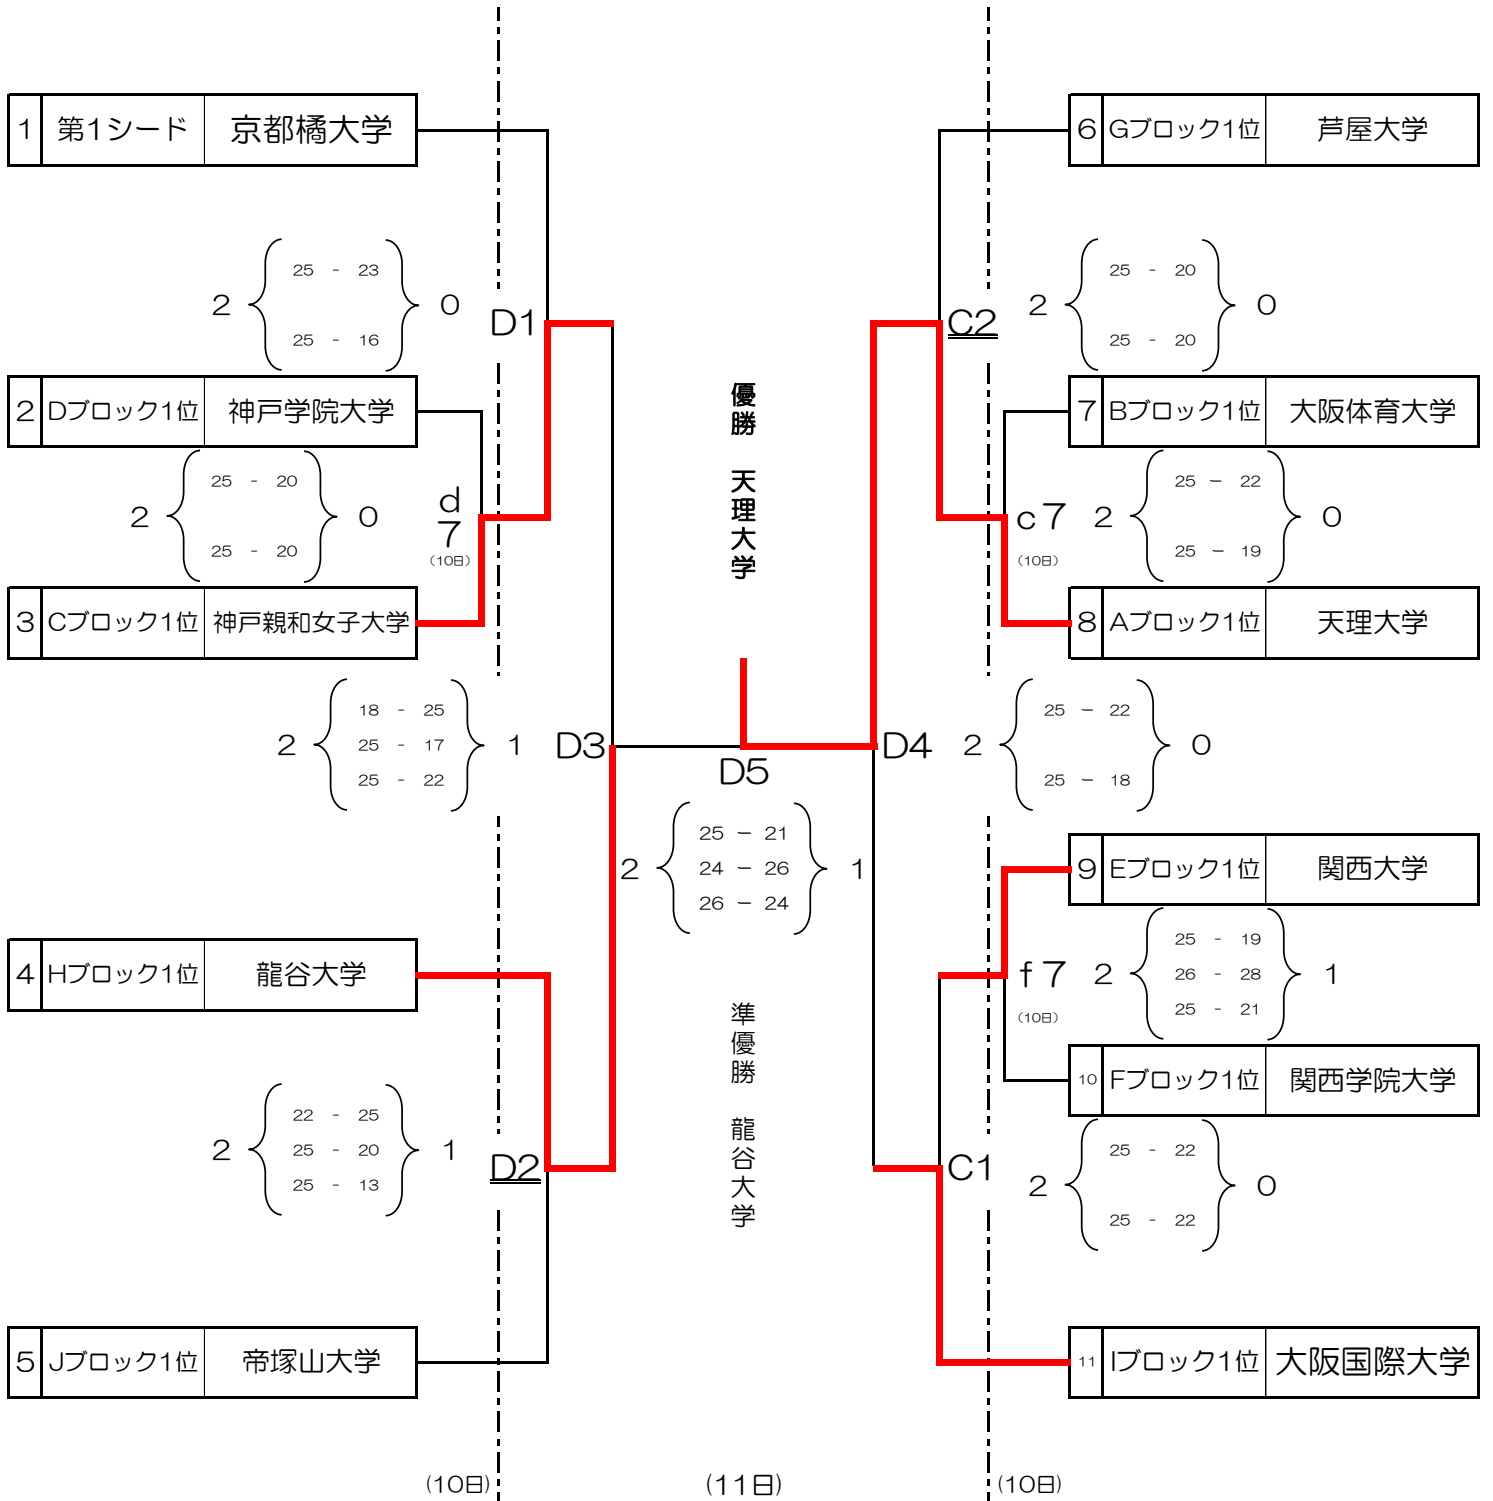 1 第1シード 京都橘大学
6 Gブロック1位 芦屋大学
25 - 23
2 0
25 - 16
D1
C2
25 - 20
2 0
25 - 20
2 Dブロック1位 神戸学院大学
7 Bブロック1位 大阪体育大学
25 - 20
2 0
25 - 20
d
7
(10日)
c7
(10日)
25 - 22
2 0
25 - 19
3 Cブロック1位 神戸親和女子大学
8 Aブロック1位 天理大学
優勝 天理大学
18 - 25
2 25 - 17 1
25 - 22
D3
D4
25 - 22
2 0
25 - 18
D5
25 - 21
2 24 - 26 1
26 - 24
9 Eブロック1位 関西大学
4 Hブロック1位 龍谷大学
f7
(10日)
25 - 19
2 26 - 28 1
25 - 21
10 Fブロック1位 関西学院大学
準優勝 龍谷大学
22 - 25
2 25 - 20 1
25 - 13
D2
C1
25 - 22
2 0
25 - 22
5 Jブロック1位 帝塚山大学
11 Iブロック1位 大阪国際大学
(10日) (11日) (10日)